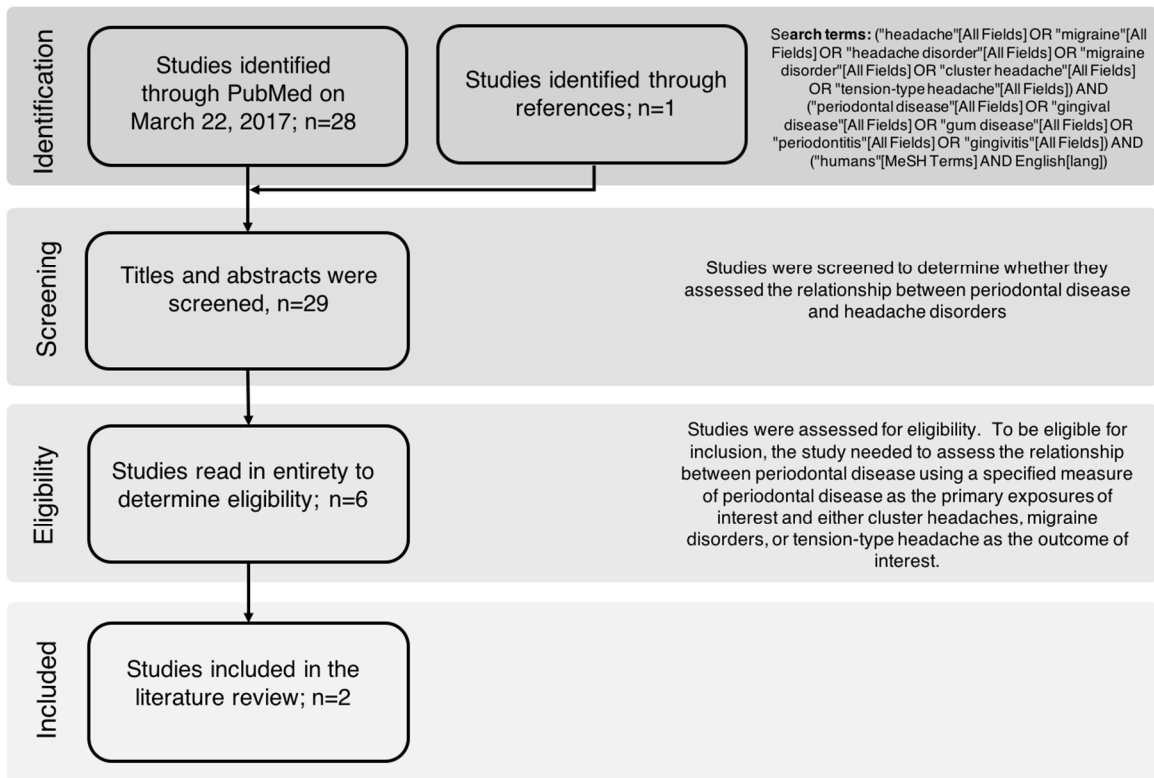 Identification
Studies identified
through PubMed on
March 22, 2017; n=28
Studies identified through
references; n=1
Search terms: ("headache"[All Fields] OR "migraine"[All
Fields] OR "headache disorder"[All Fields] OR "migraine
disorder"[All Fields] OR "cluster headache"[All Fields]
OR "tension-type headache"[All Fields]) AND
("periodontal disease"[All Fields] OR "gingival
disease"[All Fields] OR "gum disease"[All Fields] OR
"periodontitis"[All Fields] OR "gingivitis"[All Fields]) AND
("humans"[MeSH Terms] AND English[lang])
Screening
Titles and abstracts were
screened, n=29
Studies were screened to determine whether they
assessed the relationship between periodontal disease
and headache disorders
Eligibility
Studies read in entirety to
determine eligibility; n=6
Studies were assessed for eligibility. To be eligible for
inclusion, the study needed to assess the relationship
between periodontal disease using a specified measure
of periodontal disease as the primary exposures of
interest and either cluster headaches, migraine
disorders, or tension-type headache as the outcome of
interest.
Included
Studies included in the
literature review; n=2